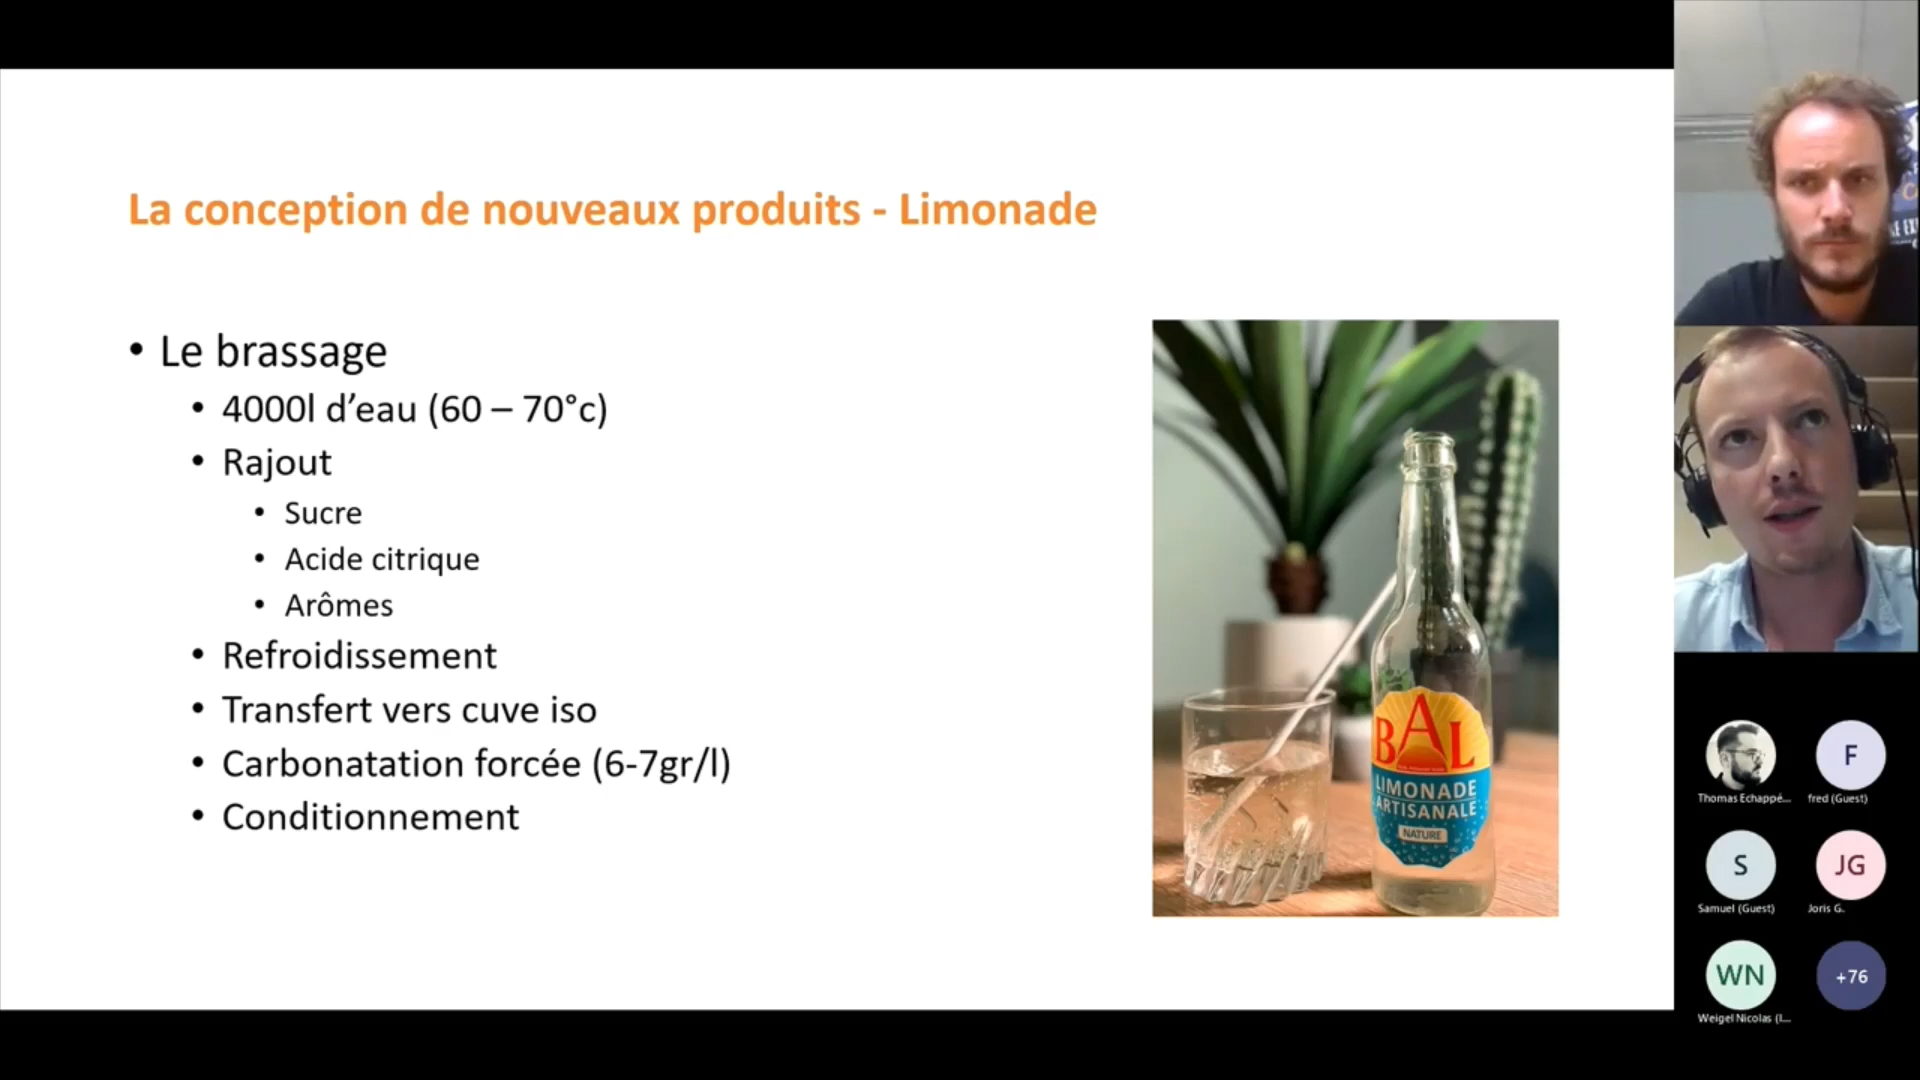 La conception de nouveaux produits - Limonade
• Le brassage
• 4000l d’eau (60 – 70°c)
• Rajout
• Sucre
• Acide citrique
• Arômes
• Refroidissement
• Transfert vers cuve iso
• Carbonatation forcée (6-7gr/l)
• Conditionnement
BAL
LIMONADE
ARTISANALE
NATURE
Thomas Echappé...
F
fred (Guest)
S
Samuel (Guest)
JG
Joris G.
WN
Weigel Nicolas (I...
+76